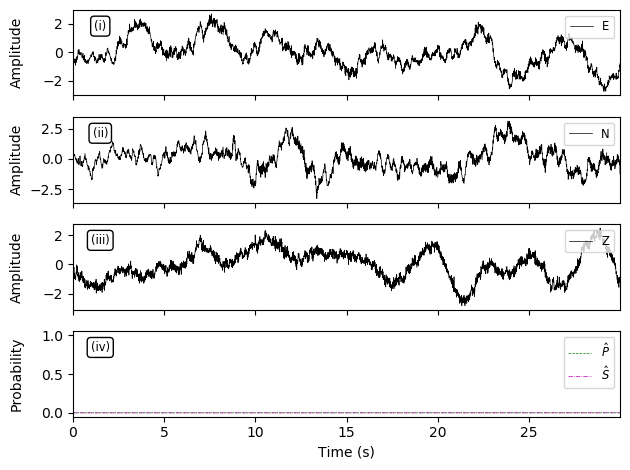 Amplitude
2
0
−2
(i)
E
Amplitude
2.5
0.0
−2.5
(ii)
N
Amplitude
2
0
−2
(iii)
Z
Probability
1.0
0.5
0.0
(iv)
P̂
Ŝ
0 5 10 15 20 25
Time (s)